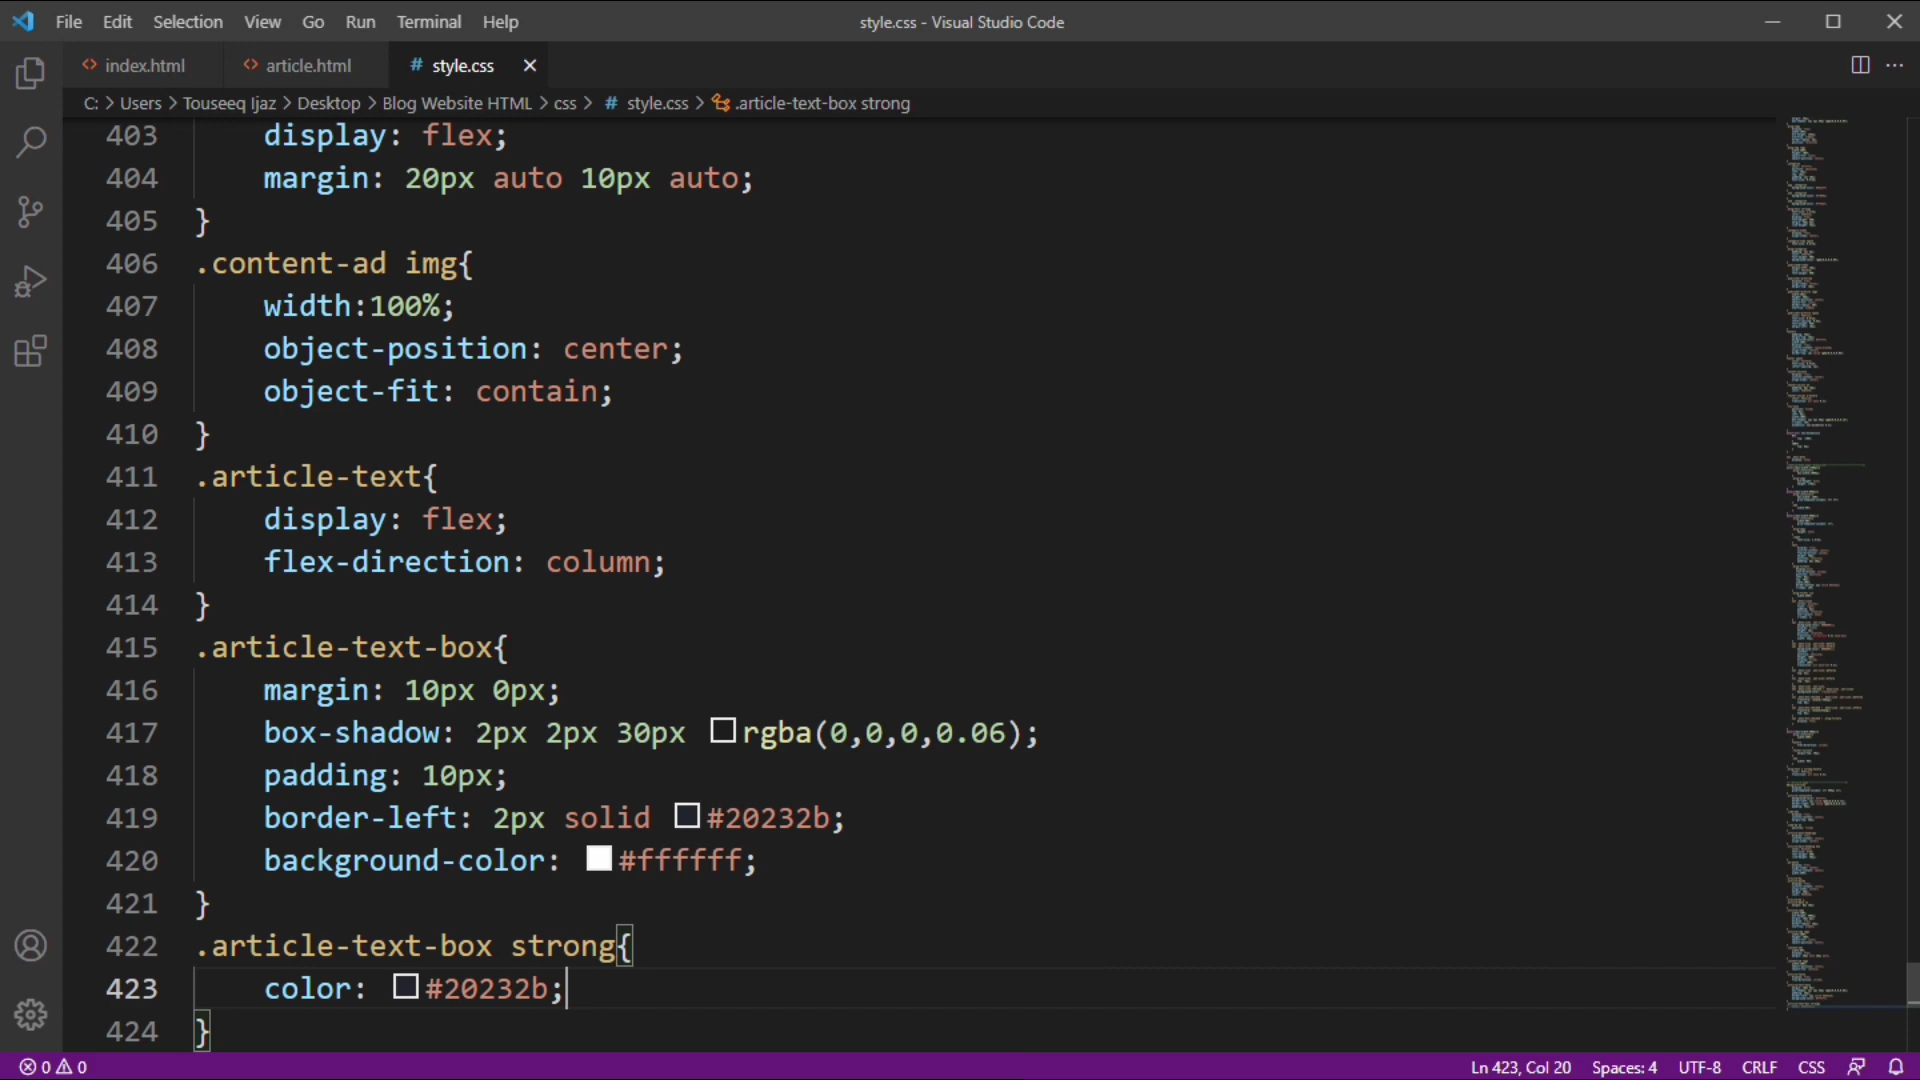 File Edit Selection View Go Run Terminal Help
style.css - Visual Studio Code
index.html article.html # style.css
C: > Users > Touseeq Ijaz > Desktop > Blog Website HTML > css > # style.css > .article-text-box strong
403 display: flex;
404 margin: 20px auto 10px auto;
405 }
406 .content-ad img{
407 width:100%;
408 object-position: center;
409 object-fit: contain;
410 }
411 .article-text{
412 display: flex;
413 flex-direction: column;
414 }
415 .article-text-box{
416 margin: 10px 0px;
417 box-shadow: 2px 2px 30px rgba(0,0,0,0.06);
418 padding: 10px;
419 border-left: 2px solid #20232b;
420 background-color: #ffffff;
421 }
422 .article-text-box strong{
423 color: #20232b;
424 }
0 0 Ln 423, Col 20 Spaces: 4 UTF-8 CRLF CSS